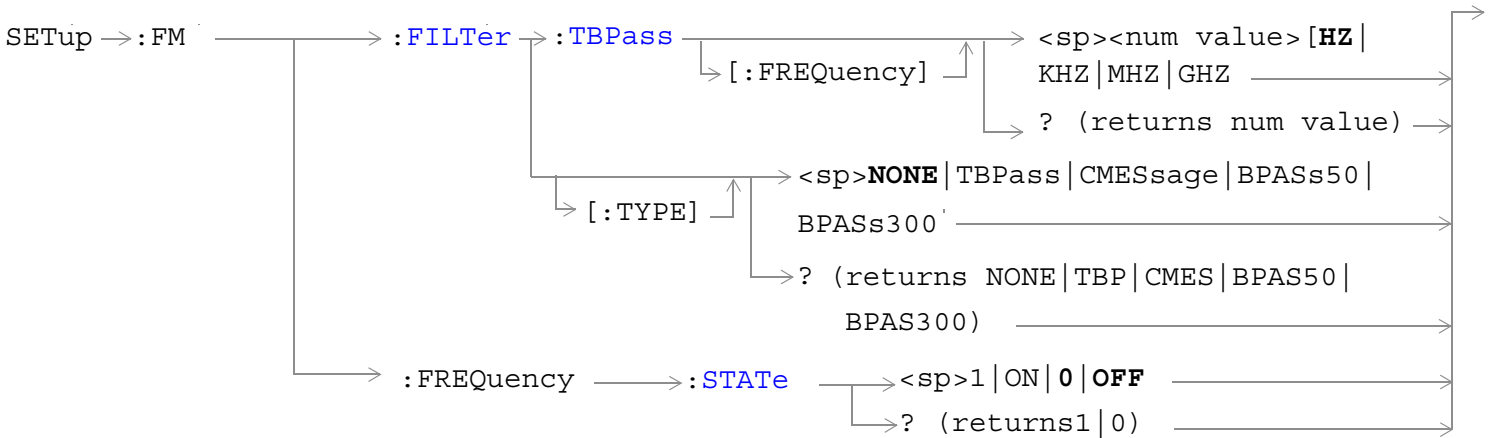 SETup :FM :FILTer :TBPass <sp><num value>[HZ|
[:FREQuency] KHZ|MHZ|GHZ
? (returns num value)
<sp>NONE|TBPass|CMESsage|BPASs50|
[:TYPE] BPASs300
? (returns NONE|TBP|CMES|BPAS50|
BPAS300)
:FREQuency :STATe <sp>1|ON|0|OFF
? (returns1|0)